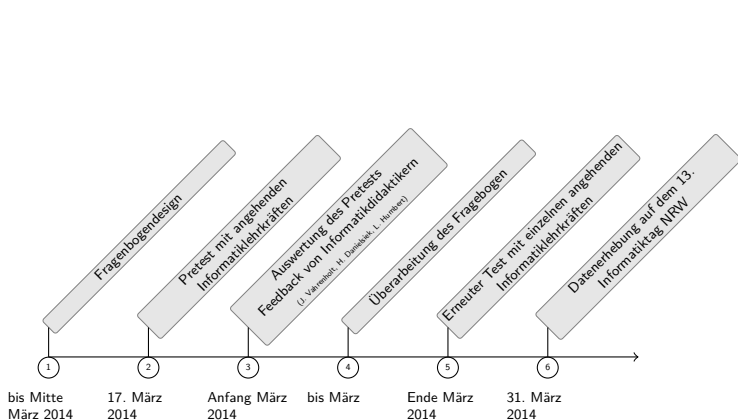 Fragenbogendesign
Pretest mit angehenden
Informatiklehrkräften
Auswertung des Pretests
Feedback von Informatikdidaktikern
(J. Vahrenholt, H. Danielsiek, L. Humbert)
Überarbeitung des Fragebogen
Erneuter Test mit einzelnen angehenden
Informatiklehrkräften
Datenerhebung auf dem 13.
Informatiktag NRW
1
2
3
4
5
6
bis Mitte
März 2014
17. März
2014
Anfang März
2014
bis März
Ende März
2014
31. März
2014